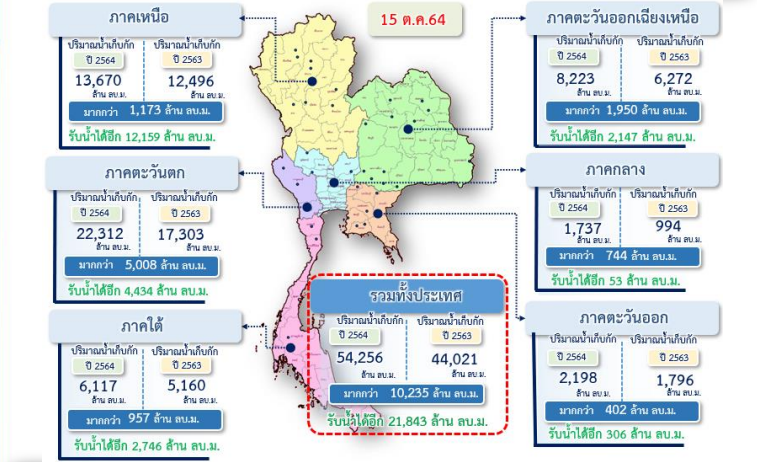 15 ต.ค.64
ภาคเหนือ
ปริมาณน้ำเก็บกัก ปริมาณน้ำเก็บกัก
ปี 2564 ปี 2563
13,670 12,496
ล้าน ลบ.ม. ล้าน ลบ.ม.
มากกว่า 1,173 ล้าน ลบ.ม.
รับน้ำได้อีก 12,159 ล้าน ลบ.ม.
ภาคตะวันออกเฉียงเหนือ
ปริมาณน้ำเก็บกัก ปริมาณน้ำเก็บกัก
ปี 2564 ปี 2563
8,223 6,272
ล้าน ลบ.ม. ล้าน ลบ.ม.
มากกว่า 1,950 ล้าน ลบ.ม.
รับน้ำได้อีก 2,147 ล้าน ลบ.ม.
ภาคตะวันตก
ปริมาณน้ำเก็บกัก ปริมาณน้ำเก็บกัก
ปี 2564 ปี 2563
22,312 17,303
ล้าน ลบ.ม. ล้าน ลบ.ม.
มากกว่า 5,008 ล้าน ลบ.ม.
รับน้ำได้อีก 4,434 ล้าน ลบ.ม.
ภาคกลาง
ปริมาณน้ำเก็บกัก ปริมาณน้ำเก็บกัก
ปี 2564 ปี 2563
1,737 994
ล้าน ลบ.ม. ล้าน ลบ.ม.
มากกว่า 744 ล้าน ลบ.ม.
รับน้ำได้อีก 53 ล้าน ลบ.ม.
ภาคใต้
ปริมาณน้ำเก็บกัก ปริมาณน้ำเก็บกัก
ปี 2564 ปี 2563
6,117 5,160
ล้าน ลบ.ม. ล้าน ลบ.ม.
มากกว่า 957 ล้าน ลบ.ม.
รับน้ำได้อีก 2,746 ล้าน ลบ.ม.
รวมทั้งประเทศ
ปริมาณน้ำเก็บกัก ปริมาณน้ำเก็บกัก
ปี 2564 ปี 2563
54,256 44,021
ล้าน ลบ.ม. ล้าน ลบ.ม.
มากกว่า 10,235 ล้าน ลบ.ม.
รับน้ำได้อีก 21,843 ล้าน ลบ.ม.
ภาคตะวันออก
ปริมาณน้ำเก็บกัก ปริมาณน้ำเก็บกัก
ปี 2564 ปี 2563
2,198 1,796
ล้าน ลบ.ม. ล้าน ลบ.ม.
มากกว่า 402 ล้าน ลบ.ม.
รับน้ำได้อีก 306 ล้าน ลบ.ม.